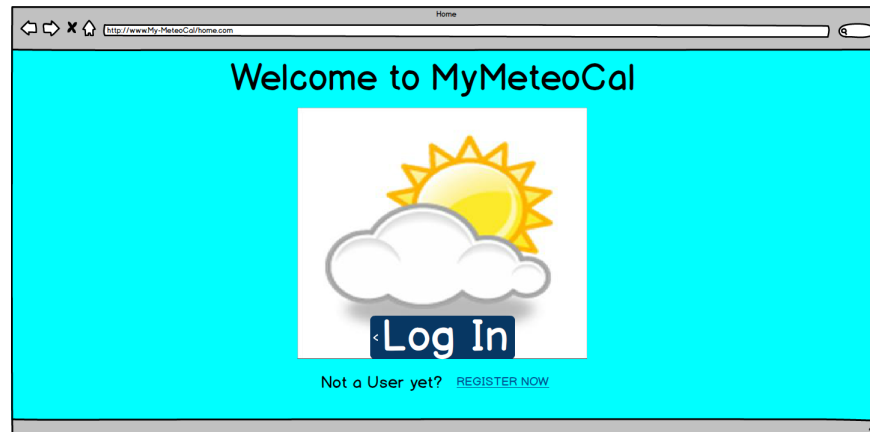 Home
http://www.My-MeteoCal/home.com
Welcome to MyMeteoCal
Log In
Not a User yet? REGISTER NOW